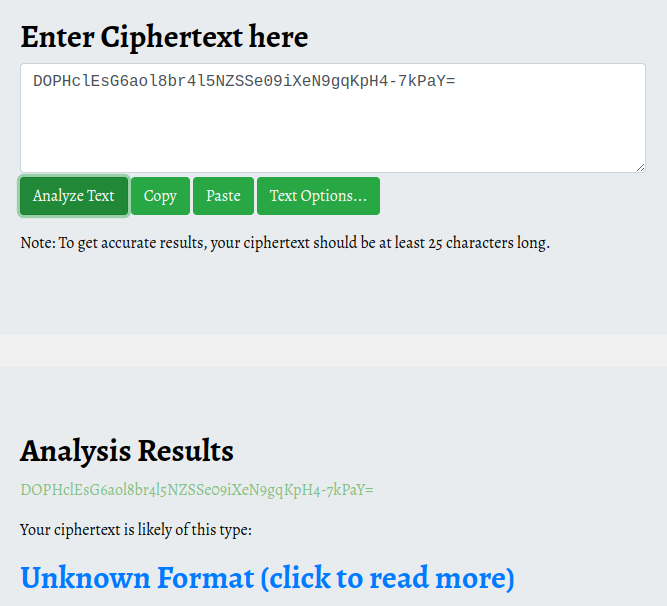 Enter Ciphertext here
DOPHclEsG6aol8br4l5NZSSe09iXeN9gqKpH4-7kPaY=
Analyze Text Copy Paste Text Options...
Note: To get accurate results, your ciphertext should be at least 25 characters long.
Analysis Results
DOPHclEsG6aol8br4l5NZSSe09iXeN9gqKpH4-7kPaY=
Your ciphertext is likely of this type:
Unknown Format (click to read more)